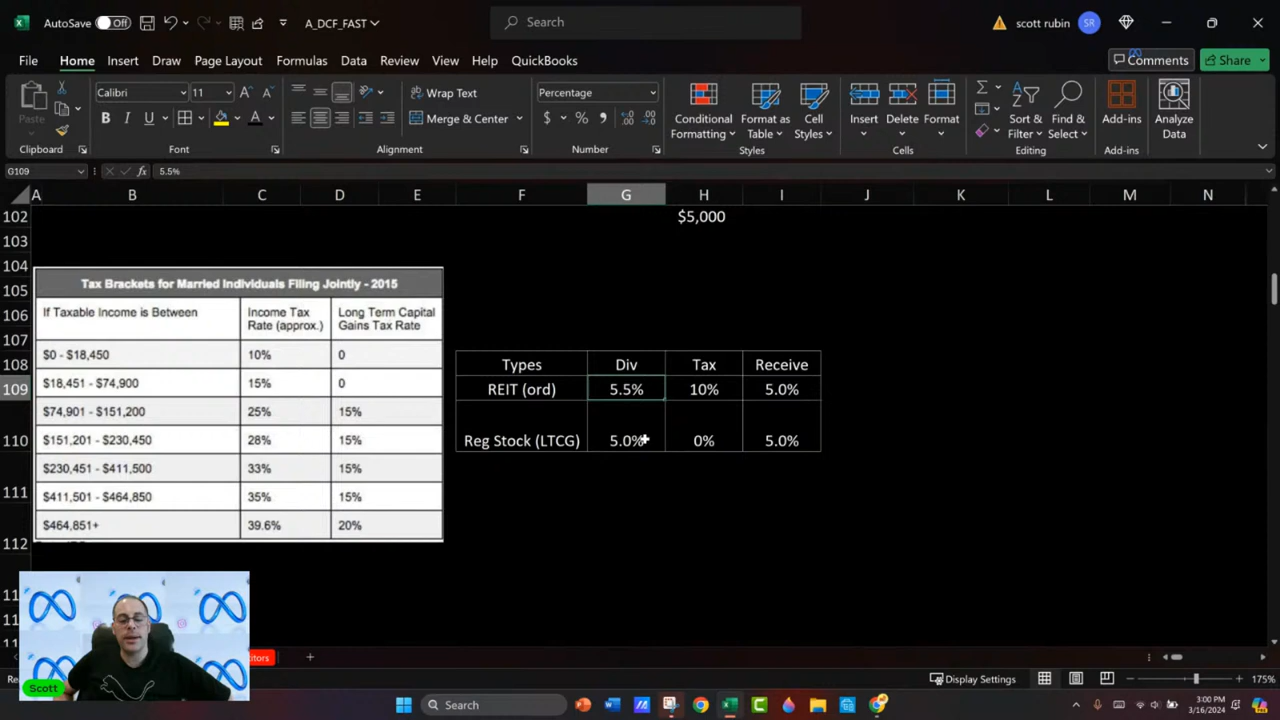 AutoSave Off A_DCF_FAST Search scott rubin SR
File Home Insert Draw Page Layout Formulas Data Review View Help QuickBooks Comments Share
Paste Calibri 11 A A Wrap Text Percentage Conditional Formatting Format as Table Cell Styles Insert Delete Format Sort & Filter Find & Select Add-ins Analyze Data
B I U A Merge & Center $ % ,
Clipboard Font Alignment Number Styles Cells Editing Add-ins
G109 fx 5.5%
A B C D E F G H I J K L M N
102 $5,000
103
104
105 Tax Brackets for Married Individuals Filing Jointly - 2015
106 If Taxable Income is Between Income Tax Rate (approx.) Long Term Capital Gains Tax Rate
107
108 $0 - $18,450 10% 0 Types Div Tax Receive
109 $18,451 - $74,900 15% 0 REIT (ord) 5.5% 10% 5.0%
$74,901 - $151,200 25% 15%
110 $151,201 - $230,450 28% 15% Reg Stock (LTCG) 5.0% 0% 5.0%
$230,451 - $411,500 33% 15%
111 $411,501 - $464,850 35% 15%
$464,851+ 39.6% 20%
112
Scott
Display Settings 175%
Search
3:00 PM
3/16/2024